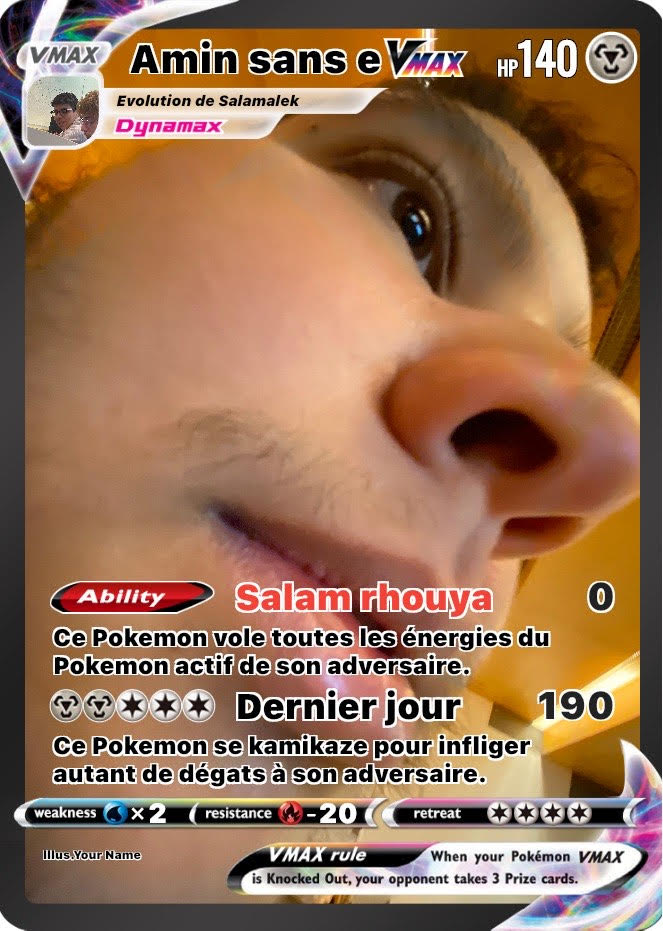 VMAX Amin sans e VMAX HP 140
Evolution de Salamalek
Dynamax
Ability Salam rhouya 0
Ce Pokemon vole toutes les énergies du
Pokemon actif de son adversaire.
Dernier jour 190
Ce Pokemon se kamikaze pour infliger
autant de dégats à son adversaire.
weakness ×2 resistance -20 retreat
Illus.Your Name
VMAX rule When your Pokémon VMAX
is Knocked Out, your opponent takes 3 Prize cards.